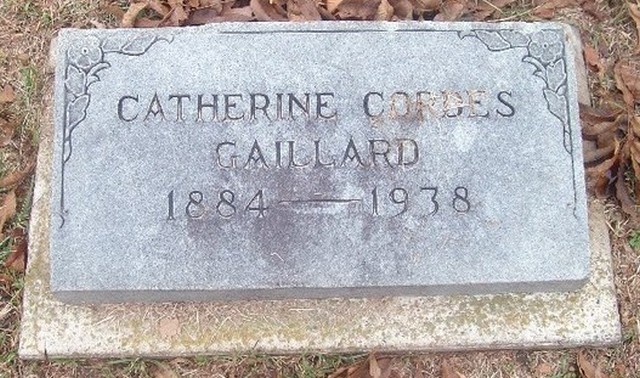 CATHERINE CORDES
GAILLARD
1884—1938